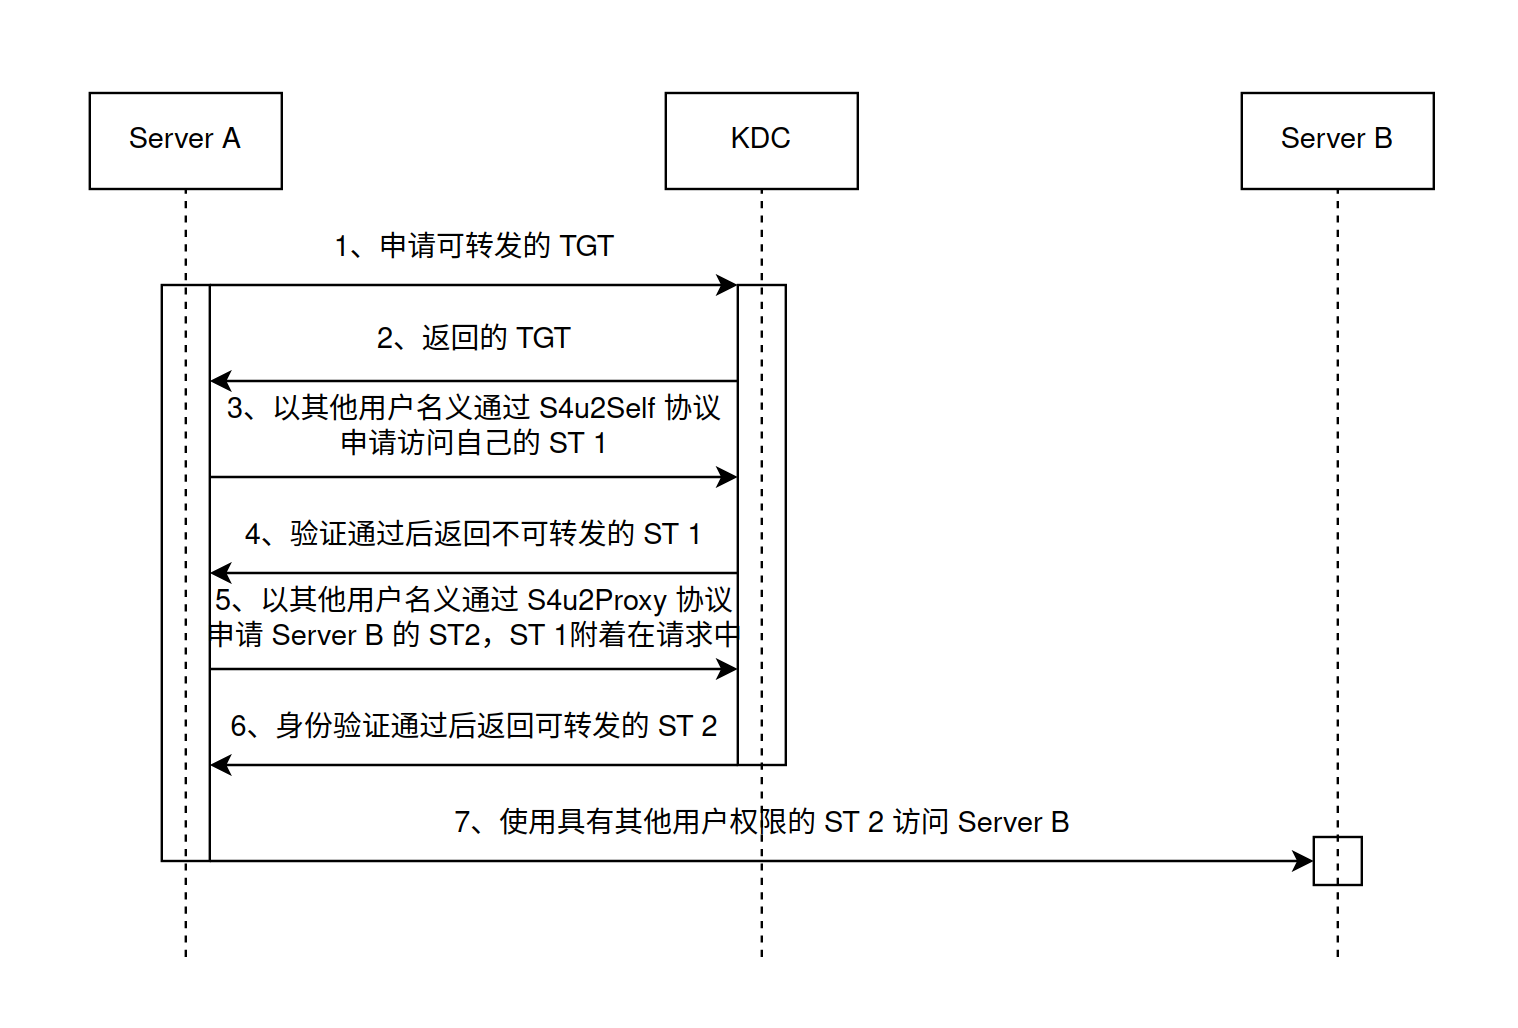 Server A
KDC
Server B
1、申请可转发的 TGT
2、返回的 TGT
3、以其他用户名义通过 S4u2Self 协议
申请访问自己的 ST 1
4、验证通过后返回不可转发的 ST 1
5、以其他用户名义通过 S4u2Proxy 协议
申请 Server B 的 ST2，ST 1附着在请求中
6、身份验证通过后返回可转发的 ST 2
7、使用具有其他用户权限的 ST 2 访问 Server B